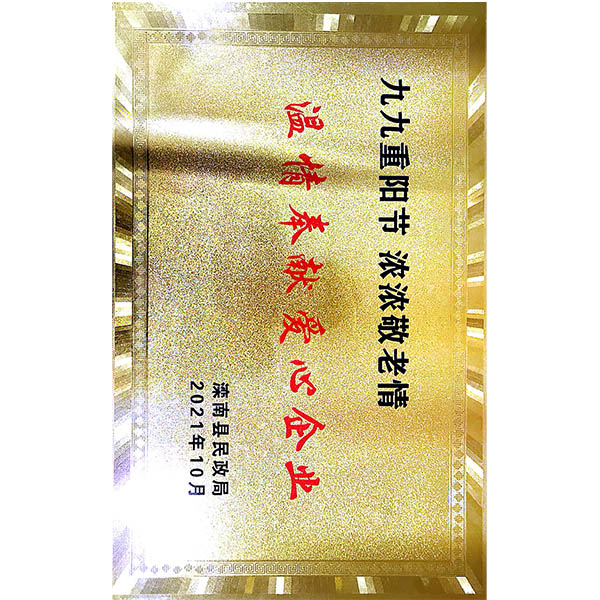 九九重阳节 浓浓敬老情
温情奉献爱心企业
滦南县民政局
2021年10月